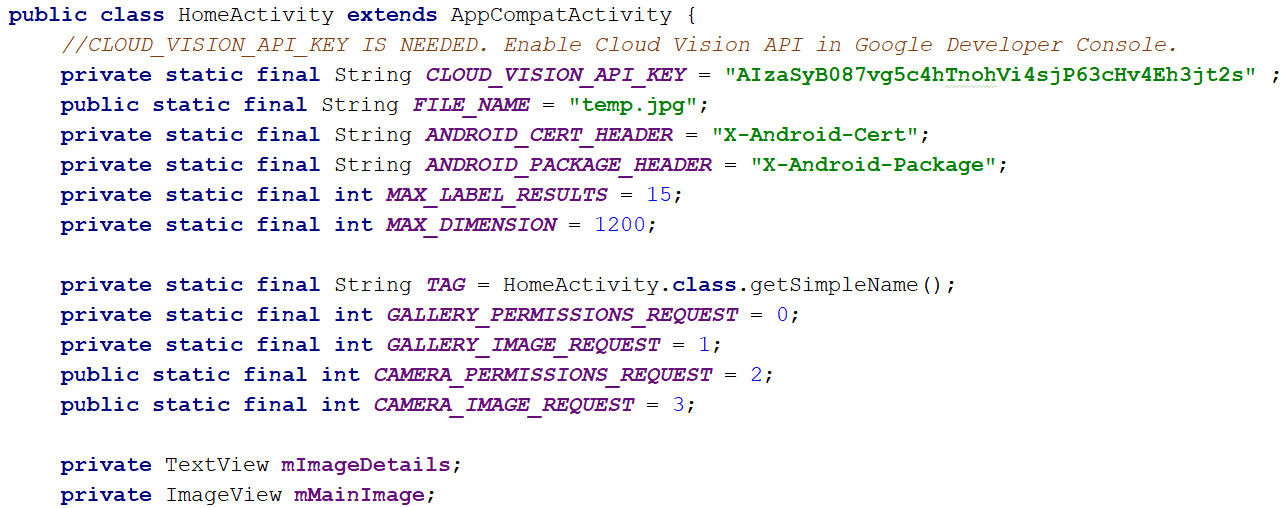 public class HomeActivity extends AppCompatActivity {
//CLOUD_VISION_API_KEY IS NEEDED. Enable Cloud Vision API in Google Developer Console.
private static final String CLOUD_VISION_API_KEY = "AIzaSyB087vg5c4hTnohVi4sjP63cHv4Eh3jt2s" ;
public static final String FILE_NAME = "temp.jpg";
private static final String ANDROID_CERT_HEADER = "X-Android-Cert";
private static final String ANDROID_PACKAGE_HEADER = "X-Android-Package";
private static final int MAX_LABEL_RESULTS = 15;
private static final int MAX_DIMENSION = 1200;
private static final String TAG = HomeActivity.class.getSimpleName();
private static final int GALLERY_PERMISSIONS_REQUEST = 0;
private static final int GALLERY_IMAGE_REQUEST = 1;
public static final int CAMERA_PERMISSIONS_REQUEST = 2;
public static final int CAMERA_IMAGE_REQUEST = 3;
private TextView mImageDetails;
private ImageView mMainImage;